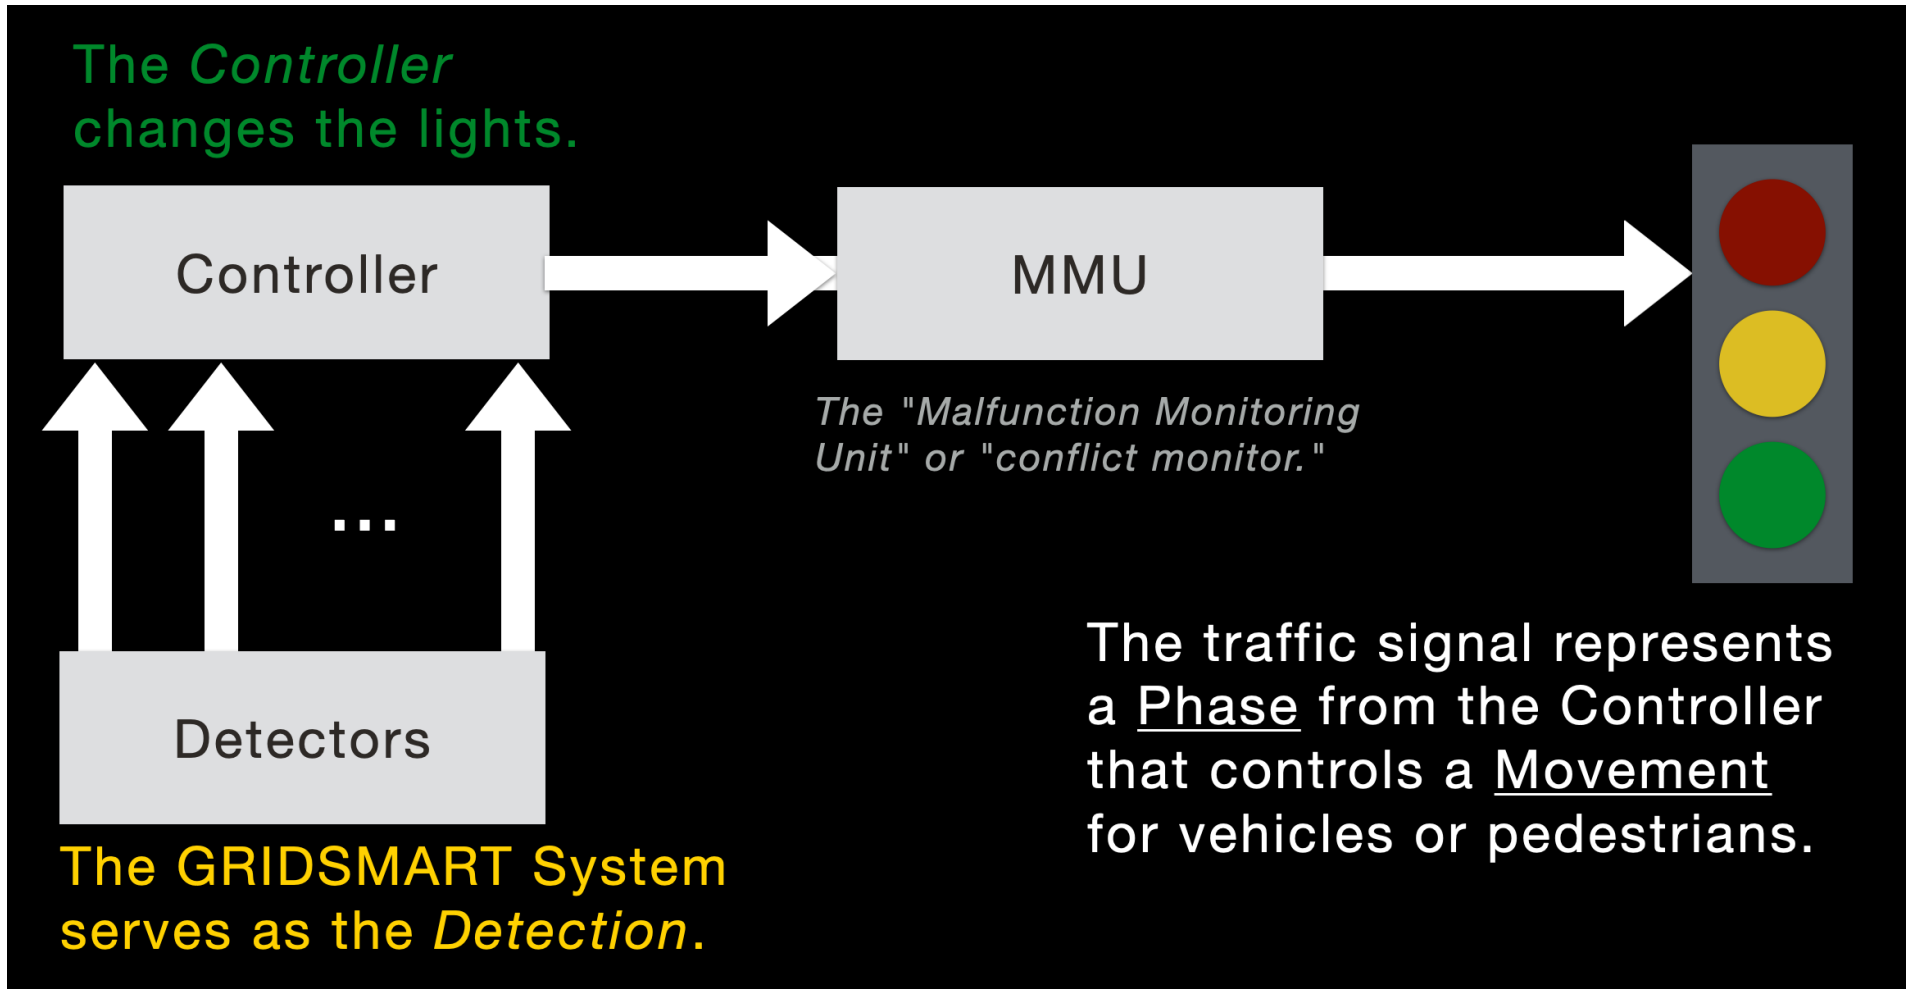 The Controller
changes the lights.
Controller
MMU
The "Malfunction Monitoring
Unit" or "conflict monitor."
...
Detectors
The GRIDSMART System
serves as the Detection.
The traffic signal represents
a Phase from the Controller
that controls a Movement
for vehicles or pedestrians.